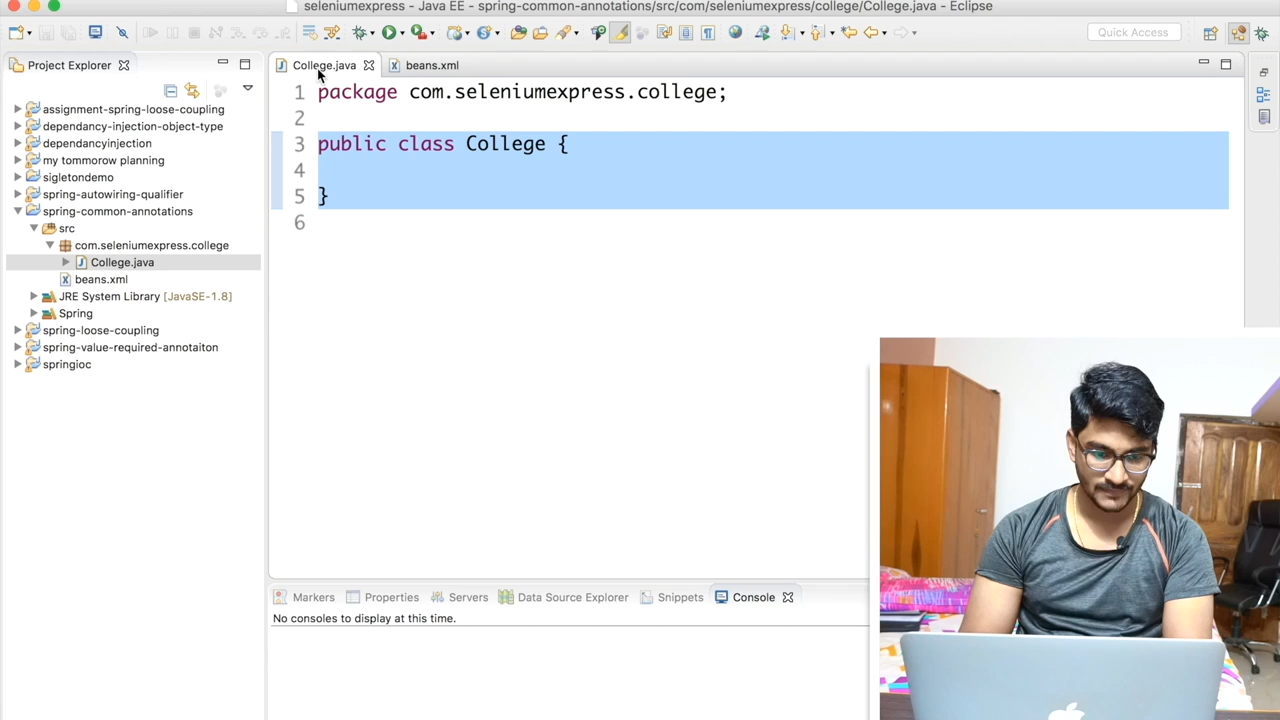 seleniumexpress - Java EE - spring-common-annotations/src/com/seleniumexpress/college/College.java - Eclipse
Quick Access
Project Explorer
College.java
beans.xml
assignment-spring-loose-coupling
dependancy-injection-object-type
dependancyinjection
my tommorow planning
sigletondemo
spring-autowiring-qualifier
spring-common-annotations
src
com.seleniumexpress.college
College.java
beans.xml
JRE System Library [JavaSE-1.8]
Spring
spring-loose-coupling
spring-value-required-annotaiton
springioc
1 package com.seleniumexpress.college;
2
3 public class College {
4
5 }
6
Markers Properties Servers Data Source Explorer Snippets Console
No consoles to display at this time.